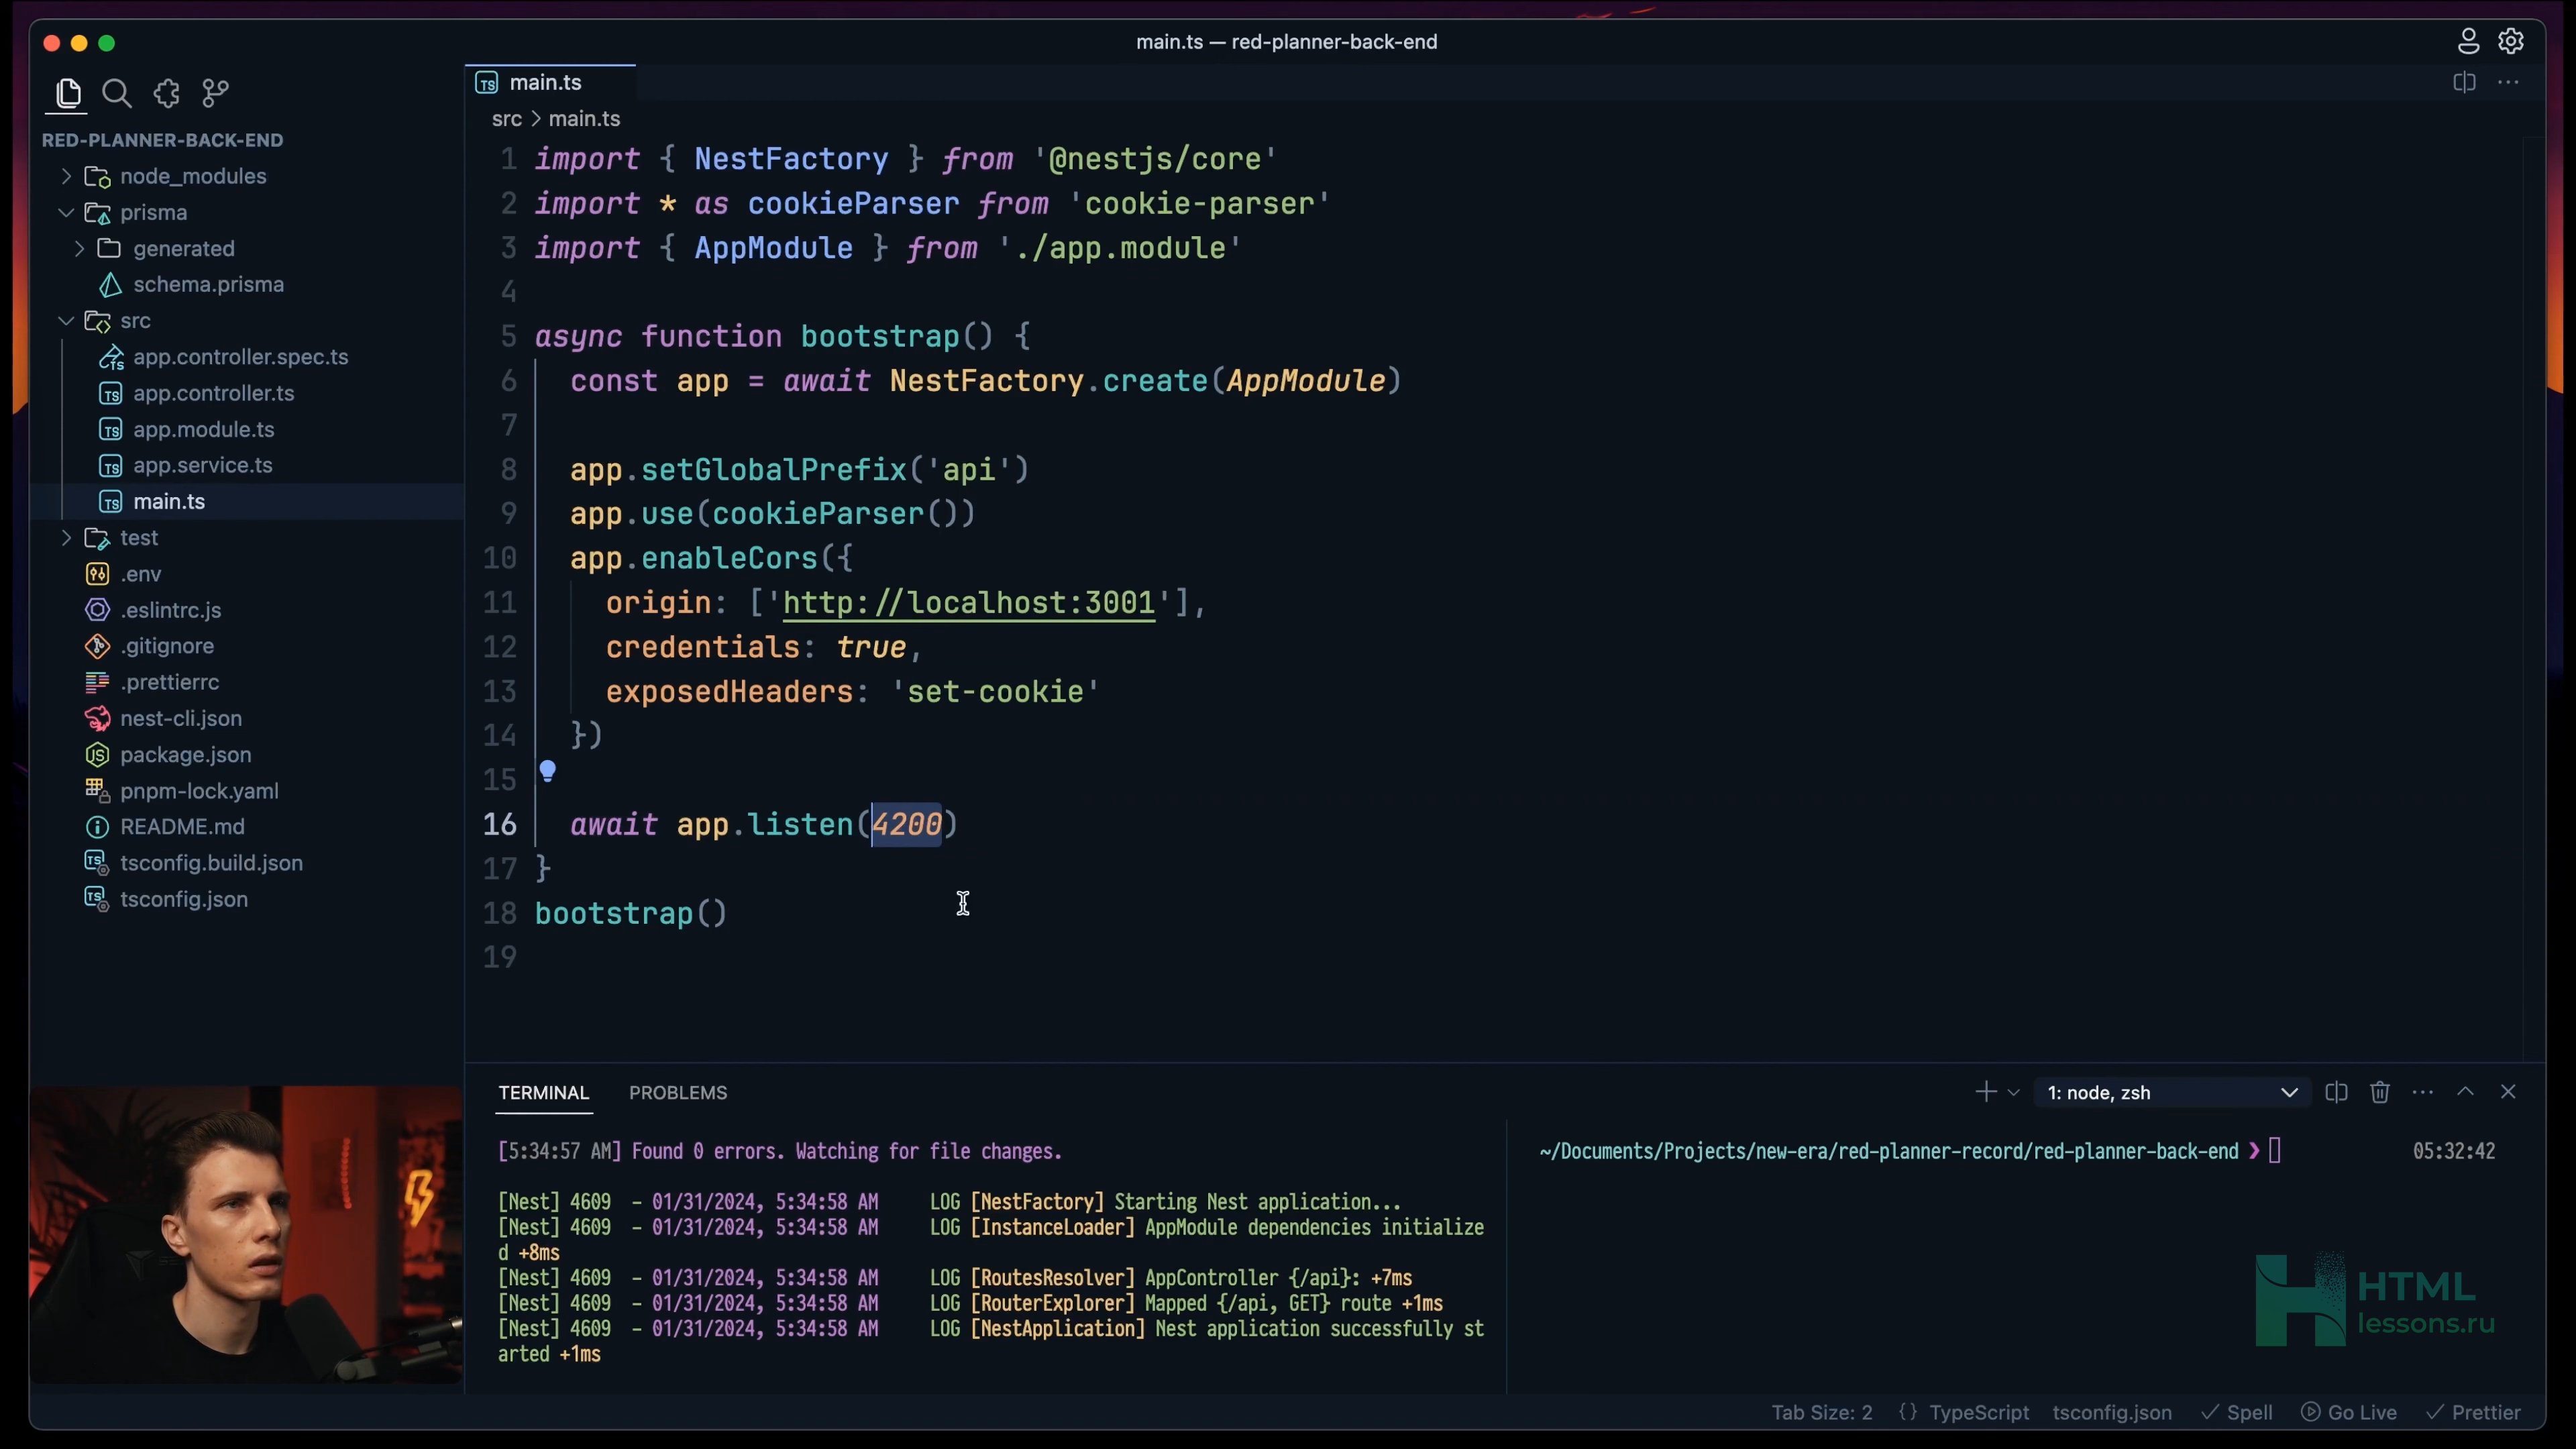 main.ts — red-planner-back-end
main.ts
src > main.ts
RED-PLANNER-BACK-END
node_modules
prisma
generated
schema.prisma
src
app.controller.spec.ts
app.controller.ts
app.module.ts
app.service.ts
main.ts
test
.env
.eslintrc.js
.gitignore
.prettierrc
nest-cli.json
package.json
pnpm-lock.yaml
README.md
tsconfig.build.json
tsconfig.json
1 import { NestFactory } from '@nestjs/core'
2 import * as cookieParser from 'cookie-parser'
3 import { AppModule } from './app.module'
4
5 async function bootstrap() {
6 const app = await NestFactory.create(AppModule)
7
8 app.setGlobalPrefix('api')
9 app.use(cookieParser())
10 app.enableCors({
11 origin: ['http://localhost:3001'],
12 credentials: true,
13 exposedHeaders: 'set-cookie'
14 })
15
16 await app.listen(4200)
17 }
18 bootstrap()
19
TERMINAL PROBLEMS
1: node, zsh
[5:34:57 AM] Found 0 errors. Watching for file changes.
[Nest] 4609 - 01/31/2024, 5:34:58 AM LOG [NestFactory] Starting Nest application...
[Nest] 4609 - 01/31/2024, 5:34:58 AM LOG [InstanceLoader] AppModule dependencies initialize
d +8ms
[Nest] 4609 - 01/31/2024, 5:34:58 AM LOG [RoutesResolver] AppController {/api}: +7ms
[Nest] 4609 - 01/31/2024, 5:34:58 AM LOG [RouterExplorer] Mapped {/api, GET} route +1ms
[Nest] 4609 - 01/31/2024, 5:34:58 AM LOG [NestApplication] Nest application successfully st
arted +1ms
~/Documents/Projects/new-era/red-planner-record/red-planner-back-end ❯ 05:32:42
HTML
lessons.ru
Tab Size: 2 {} TypeScript tsconfig.json ✓ Spell Go Live ✓ Prettier